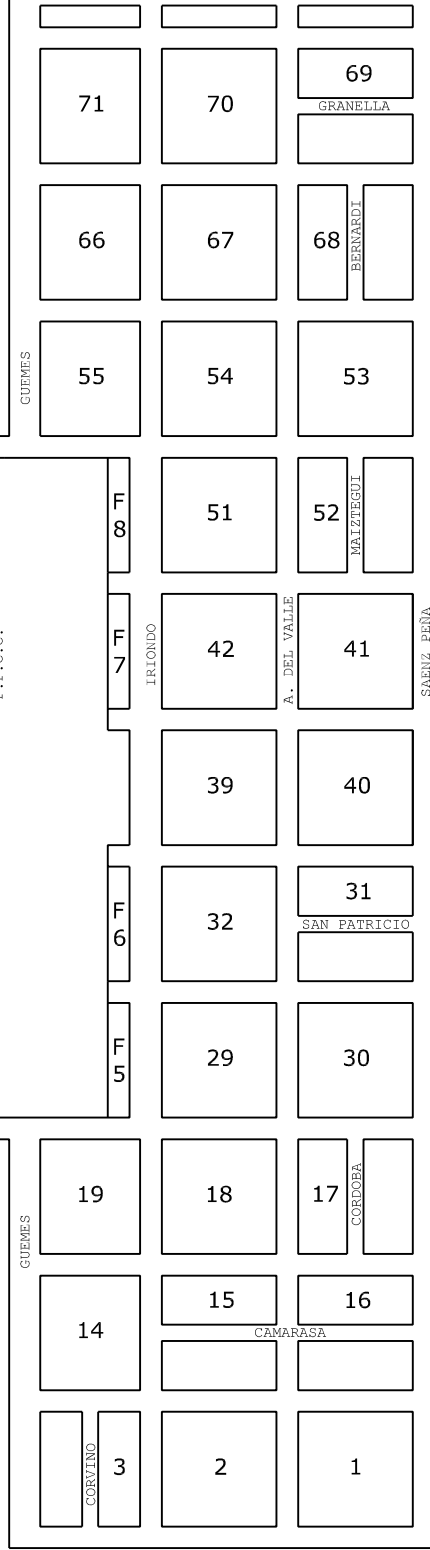 69
71
70
GRANELLA
BERNARDI
66
67
68
GUEMES
55
54
53
F
8
51
52
MAIZTEGUI
F
7
IRIONDO
42
A. DEL VALLE
41
SAENZ PEÑA
39
40
31
F
6
32
SAN PATRICIO
F
5
29
30
19
18
17
CORDOBA
GUEMES
15
16
14
CAMARASA
CORVINO
3
2
1